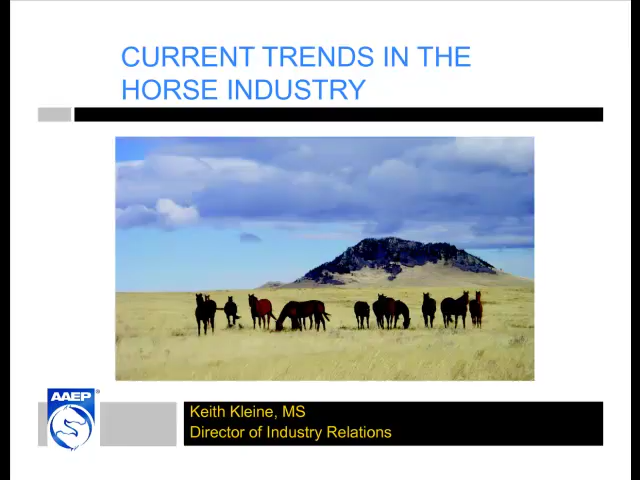 CURRENT TRENDS IN THE
HORSE INDUSTRY
AAEP
Keith Kleine, MS
Director of Industry Relations